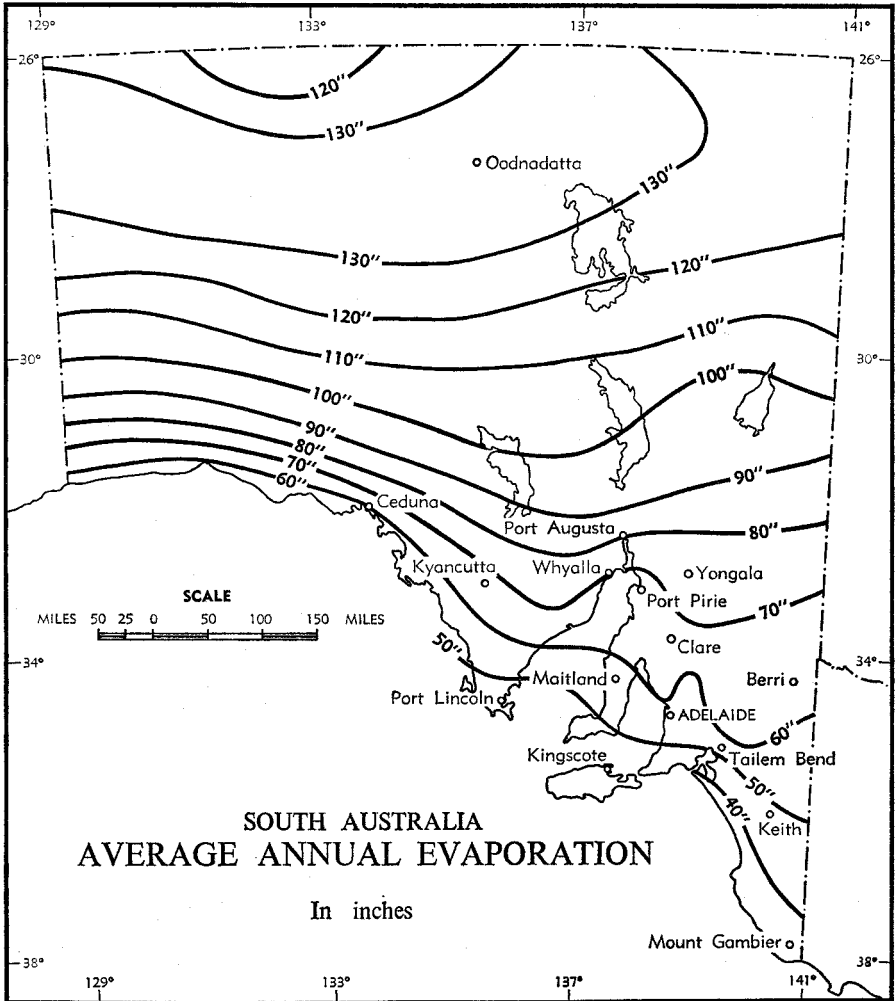 129° 133° 137° 141°
26° 26°
120"
130"
Oodnadatta
130"
130"
120"
120"
110"
110"
30° 30°
100"
100"
90"
90"
80"
70"
60"
Ceduna
Port Augusta
80"
Kyancutta
Whyalla
Yongala
Port Pirie
70"
SCALE
MILES 50 25 0 50 100 150 MILES
Clare
50"
34° 34°
Maitland
Berri
Port Lincoln
ADELAIDE
60"
Kingscote
Tailem Bend
50"
40"
Keith
SOUTH AUSTRALIA
AVERAGE ANNUAL EVAPORATION
In inches
Mount Gambier
38° 38°
129° 133° 137° 141°